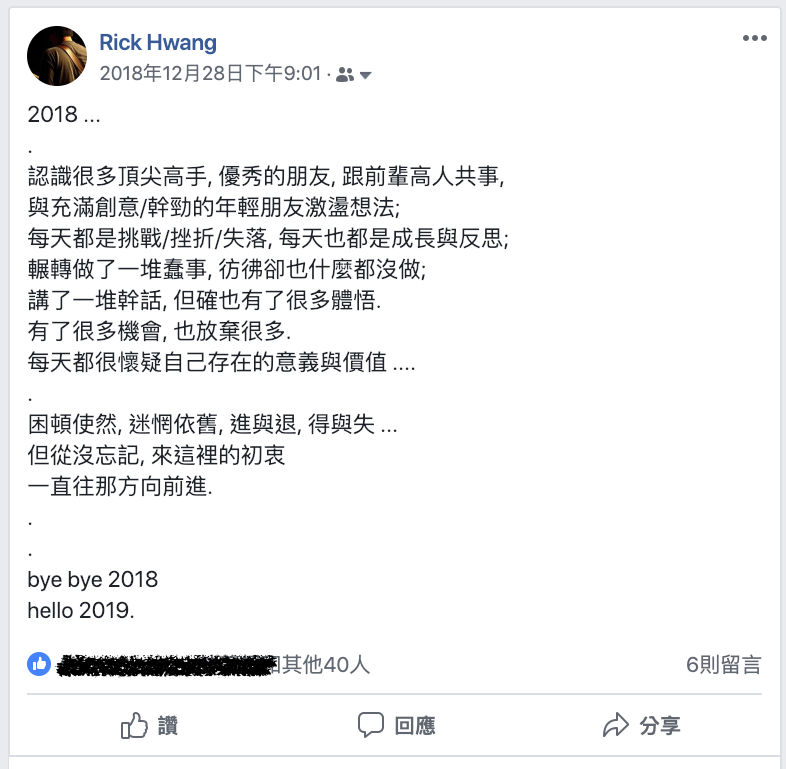 Rick Hwang
2018年12月28日下午9:01 ·
2018 ...
.
認識很多頂尖高手, 優秀的朋友, 跟前輩高人共事,
與充滿創意/幹勁的年輕朋友激盪想法;
每天都是挑戰/挫折/失落, 每天也都是成長與反思;
輾轉做了一堆蠢事, 彷彿卻也什麼都沒做;
講了一堆幹話, 但確也有了很多體悟.
有了很多機會, 也放棄很多.
每天都很懷疑自己存在的意義與價值 ....
.
困頓使然, 迷惘依舊, 進與退, 得與失 ...
但從沒忘記, 來這裡的初衷
一直往那方向前進.
.
.
bye bye 2018
hello 2019.
其他40人 6則留言
讚 回應 分享